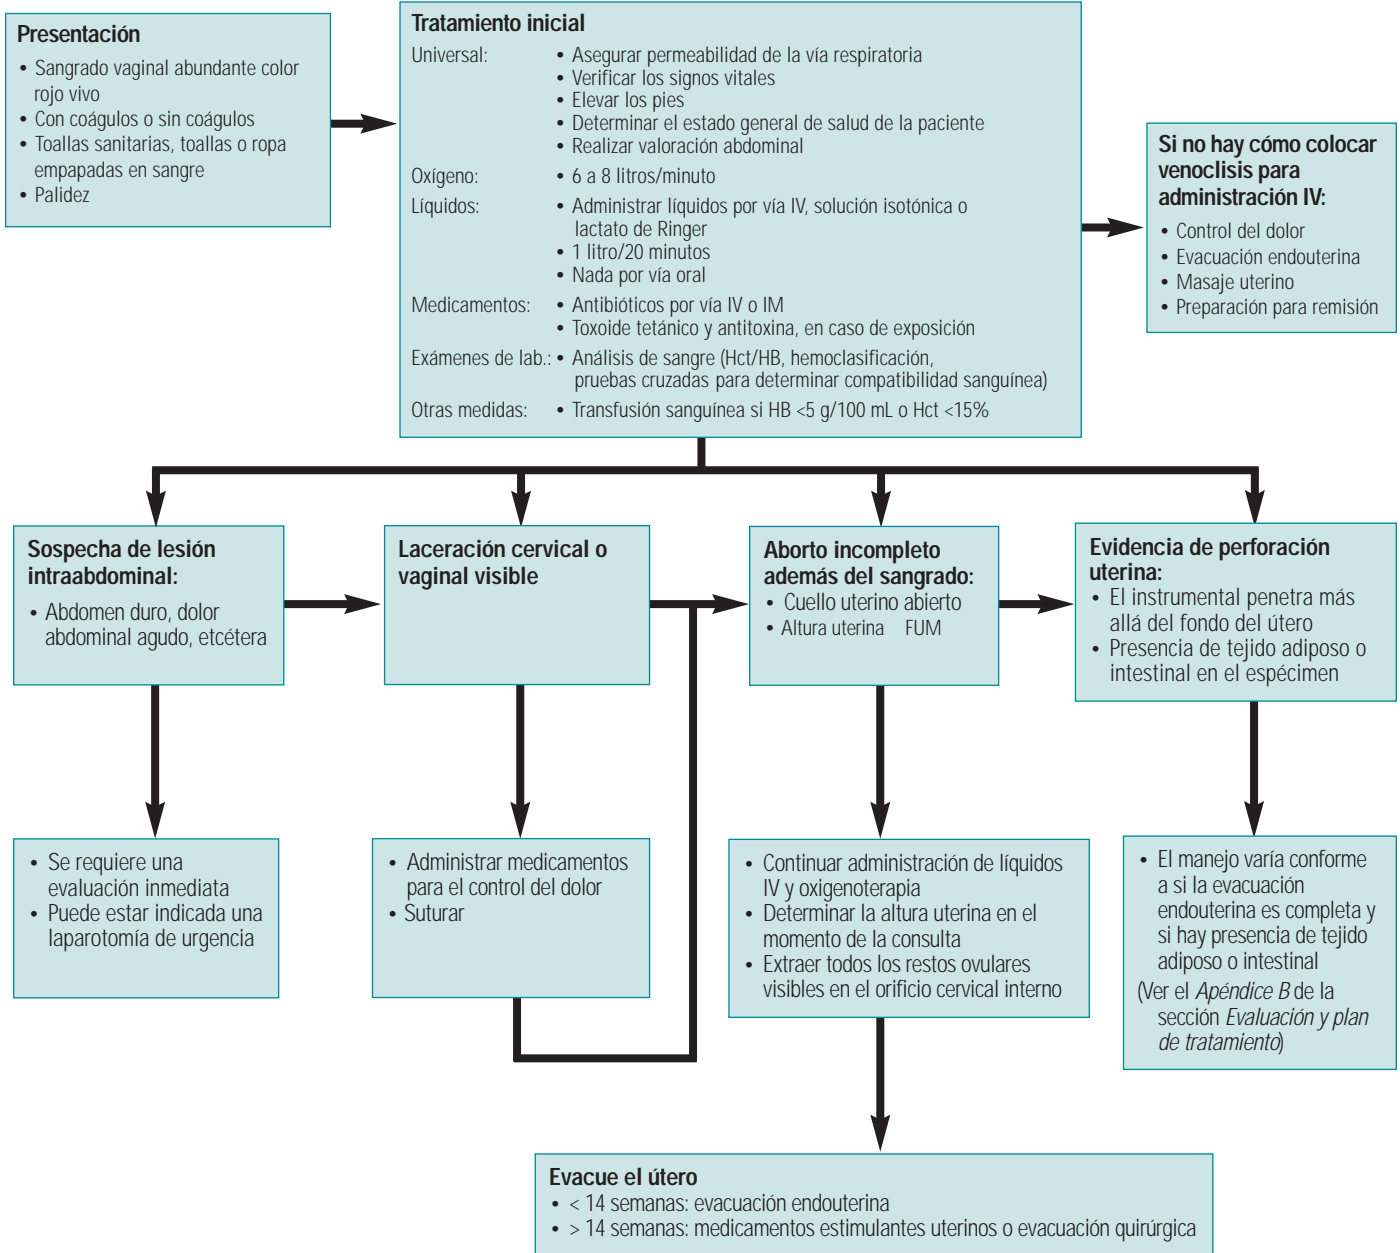 Presentación
• Sangrado vaginal abundante color
rojo vivo
• Con coágulos o sin coágulos
• Toallas sanitarias, toallas o ropa
empapadas en sangre
• Palidez
Tratamiento inicial
Universal: • Asegurar permeabilidad de la vía respiratoria
• Verificar los signos vitales
• Elevar los pies
• Determinar el estado general de salud de la paciente
• Realizar valoración abdominal
Oxígeno: • 6 a 8 litros/minuto
Líquidos: • Administrar líquidos por vía IV, solución isotónica o
lactato de Ringer
• 1 litro/20 minutos
• Nada por vía oral
Medicamentos: • Antibióticos por vía IV o IM
• Toxoide tetánico y antitoxina, en caso de exposición
Exámenes de lab.: • Análisis de sangre (Hct/HB, hemoclasificación,
pruebas cruzadas para determinar compatibilidad sanguínea)
Otras medidas: • Transfusión sanguínea si HB <5 g/100 mL o Hct <15%
Si no hay cómo colocar
venoclisis para
administración IV:
• Control del dolor
• Evacuación endouterina
• Masaje uterino
• Preparación para remisión
Sospecha de lesión
intraabdominal:
• Abdomen duro, dolor
abdominal agudo, etcétera
Laceración cervical o
vaginal visible
Aborto incompleto
además del sangrado:
• Cuello uterino abierto
• Altura uterina FUM
Evidencia de perforación
uterina:
• El instrumental penetra más
allá del fondo del útero
• Presencia de tejido adiposo o
intestinal en el espécimen
• Se requiere una
evaluación inmediata
• Puede estar indicada una
laparotomía de urgencia
• Administrar medicamentos
para el control del dolor
• Suturar
• Continuar administración de líquidos
IV y oxigenoterapia
• Determinar la altura uterina en el
momento de la consulta
• Extraer todos los restos ovulares
visibles en el orificio cervical interno
• El manejo varía conforme
a si la evacuación
endouterina es completa y
si hay presencia de tejido
adiposo o intestinal
(Ver el Apéndice B de la
sección Evaluación y plan
de tratamiento)
Evacue el útero
• < 14 semanas: evacuación endouterina
• > 14 semanas: medicamentos estimulantes uterinos o evacuación quirúrgica